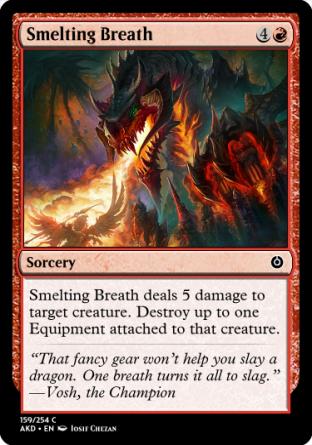 Smelting Breath 4
Sorcery
Smelting Breath deals 5 damage to
target creature. Destroy up to one
Equipment attached to that creature.
“That fancy gear won’t help you slay a
dragon. One breath turns it all to slag.”
—Vosh, the Champion
159/254 C
AKD • EN Iosif Chezan